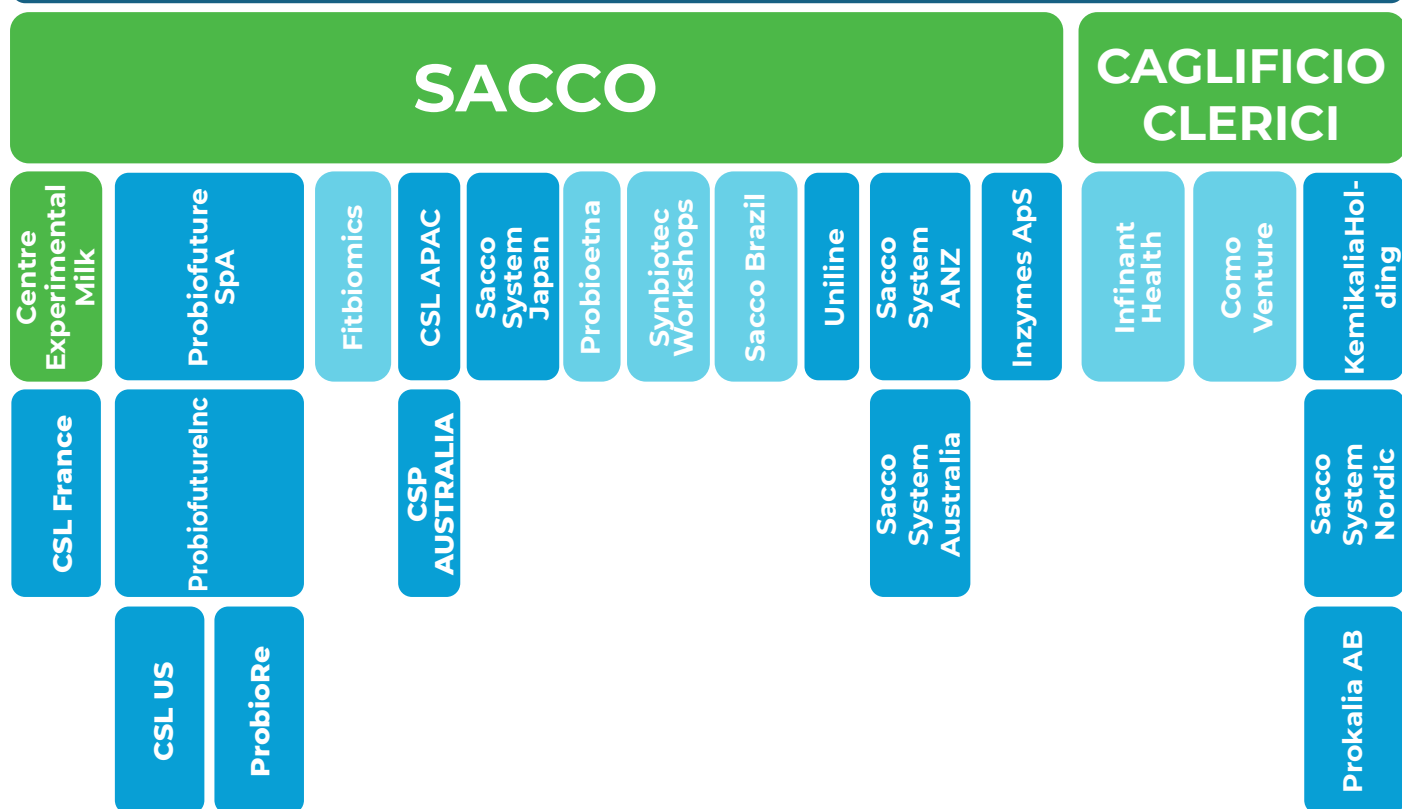 SACCO
CAGLIFICIO
CLERICI
Centre
Experimental
Milk
Probiofuture
SpA
Fitbiomics
CSL APAC
Sacco
System
Japan
Probioetna
Synbiotec
Workshops
Sacco Brazil
Uniline
Sacco
System
ANZ
Inzymes ApS
Infinant
Health
Como
Venture
KemikaliaHol-
ding
CSL France
ProbiofutureInc
CSP
AUSTRALIA
Sacco
System
Australia
Sacco
System
Nordic
CSL US
ProbioRe
Prokalia AB